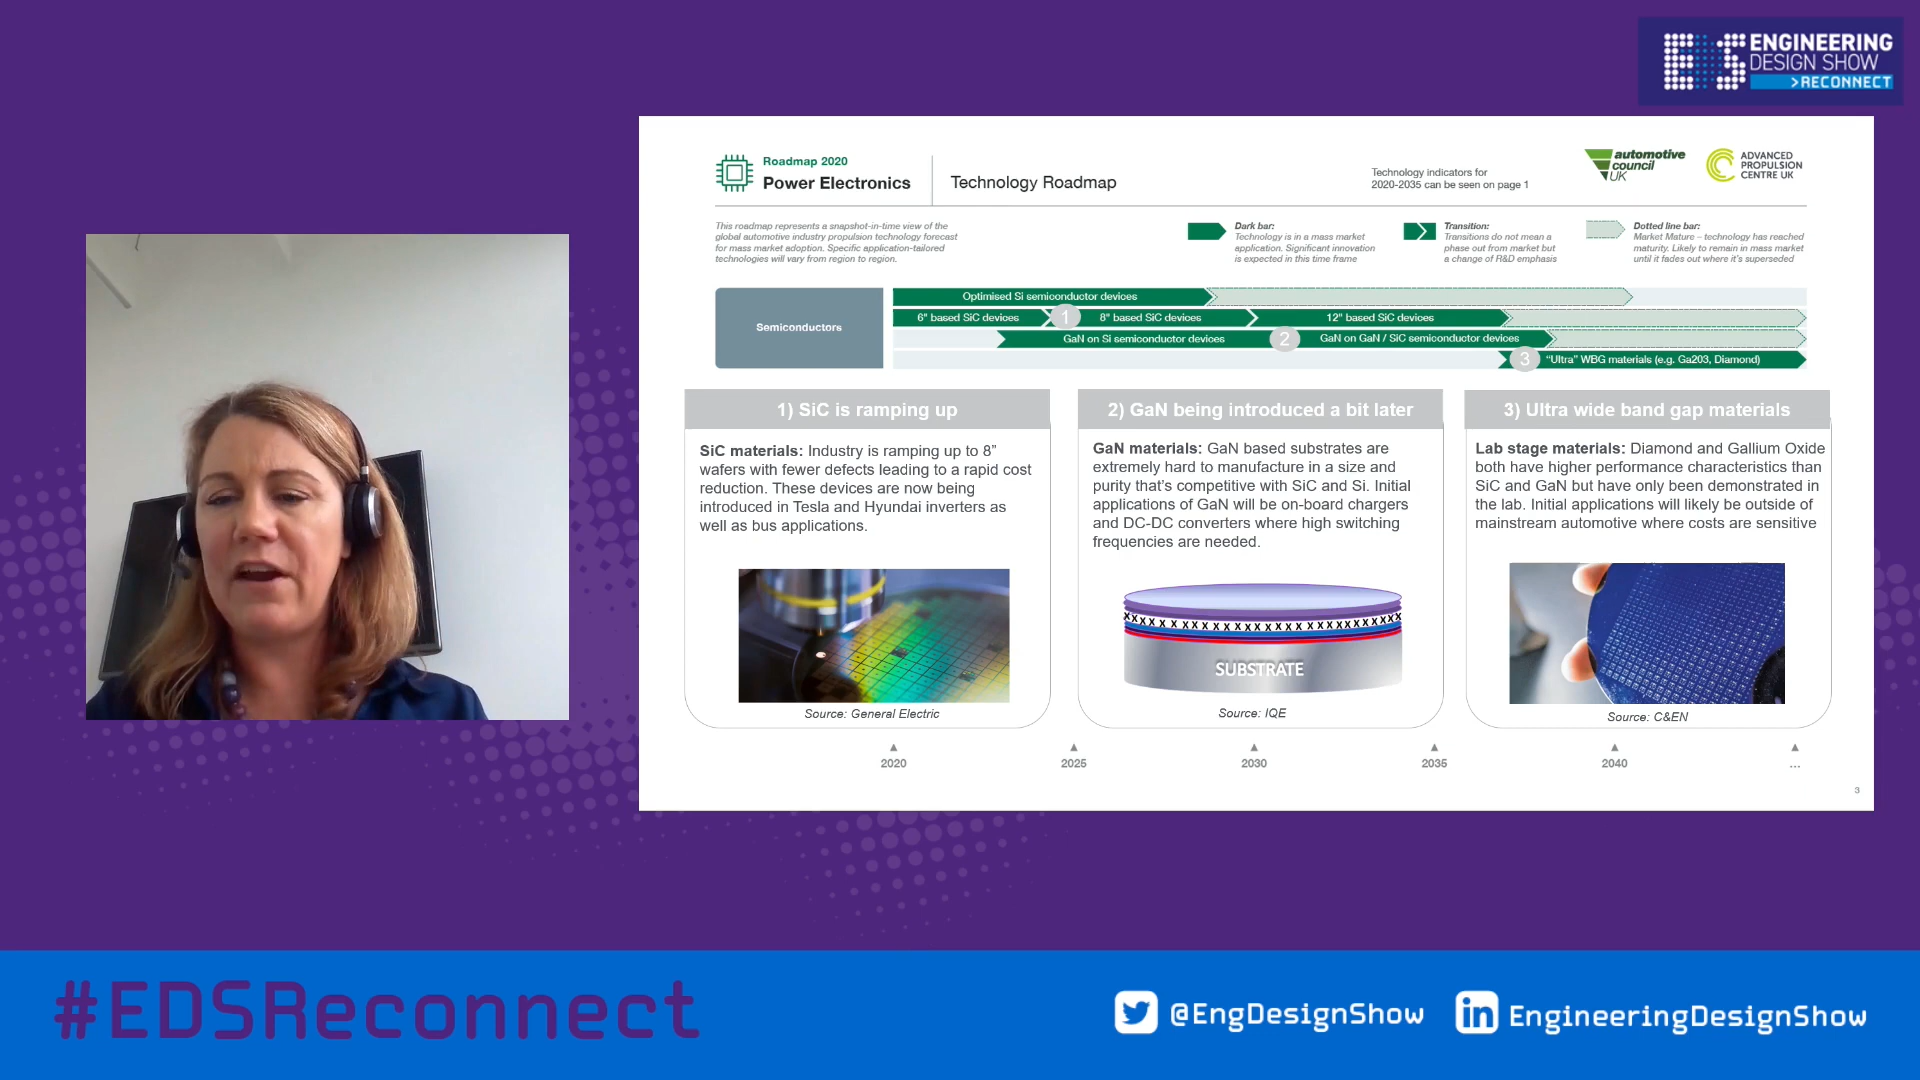 ENGINEERING
DESIGN SHOW
>RECONNECT
Roadmap 2020
Power Electronics
Technology Roadmap
Technology indicators for
2020-2035 can be seen on page 1
automotive
council
UK
ADVANCED
PROPULSION
CENTRE UK
This roadmap represents a snapshot-in-time view of the
global automotive industry propulsion technology forecast
for mass market adoption. Specific application-tailored
technologies will vary from region to region.
Dark bar:
Technology is in a mass market
application. Significant innovation
is expected in this time frame
Transition:
Transitions do not mean a
phase out from market but
a change of R&D emphasis
Dotted line bar:
Market Mature – technology has reached
maturity. Likely to remain in mass market
until it fades out where it's superseded
Semiconductors
Optimised Si semiconductor devices
6" based SiC devices
1
8" based SiC devices
12" based SiC devices
GaN on Si semiconductor devices
2
GaN on GaN / SiC semiconductor devices
3
"Ultra" WBG materials (e.g. Ga203, Diamond)
1) SiC is ramping up
SiC materials: Industry is ramping up to 8"
wafers with fewer defects leading to a rapid cost
reduction. These devices are now being
introduced in Tesla and Hyundai inverters as
well as bus applications.
Source: General Electric
2) GaN being introduced a bit later
GaN materials: GaN based substrates are
extremely hard to manufacture in a size and
purity that's competitive with SiC and Si. Initial
applications of GaN will be on-board chargers
and DC-DC converters where high switching
frequencies are needed.
SUBSTRATE
Source: IQE
3) Ultra wide band gap materials
Lab stage materials: Diamond and Gallium Oxide
both have higher performance characteristics than
SiC and GaN but have only been demonstrated in
the lab. Initial applications will likely be outside of
mainstream automotive where costs are sensitive
Source: C&EN
2020
2025
2030
2035
2040
...
3
#EDSReconnect
@EngDesignShow
in
EngineeringDesignShow